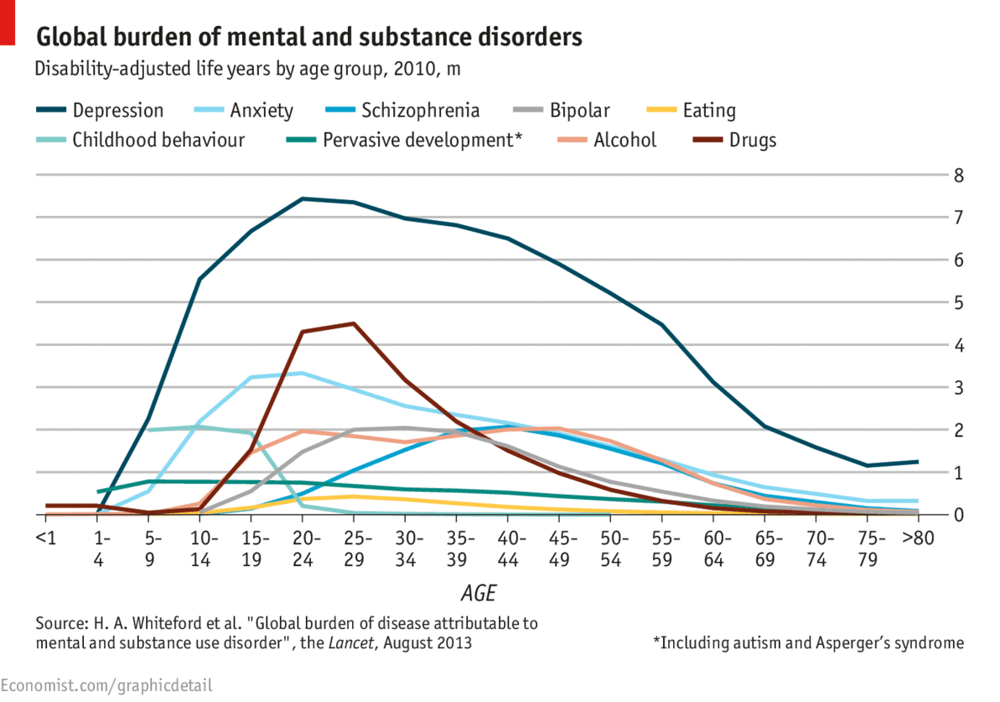 Global burden of mental and substance disorders
Disability-adjusted life years by age group, 2010, m
Depression Anxiety Schizophrenia Bipolar Eating
Childhood behaviour Pervasive development* Alcohol Drugs
8
7
6
5
4
3
2
1
0
<1 1- 5- 10- 15- 20- 25- 30- 35- 40- 45- 50- 55- 60- 65- 70- 75- >80
4 9 14 19 24 29 34 39 44 49 54 59 64 69 74 79
AGE
Source: H. A. Whiteford et al. "Global burden of disease attributable to
mental and substance use disorder", the Lancet, August 2013
*Including autism and Asperger's syndrome
Economist.com/graphicdetail